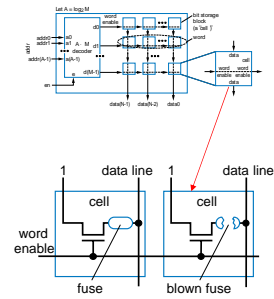 Let A = log2M
word
enable
bit storage
block
(a "cell")
word
d0
d1
d(M-1)
addr0
addr1
addr
addr(A-1)
a0
a1
A · M
decoder
a(A-1)
e
en
data(N-1)
data(N-2)
data0
data
cell
word
enable
word
enable
data
1
data line
1
data line
cell
cell
word
enable
fuse
blown fuse